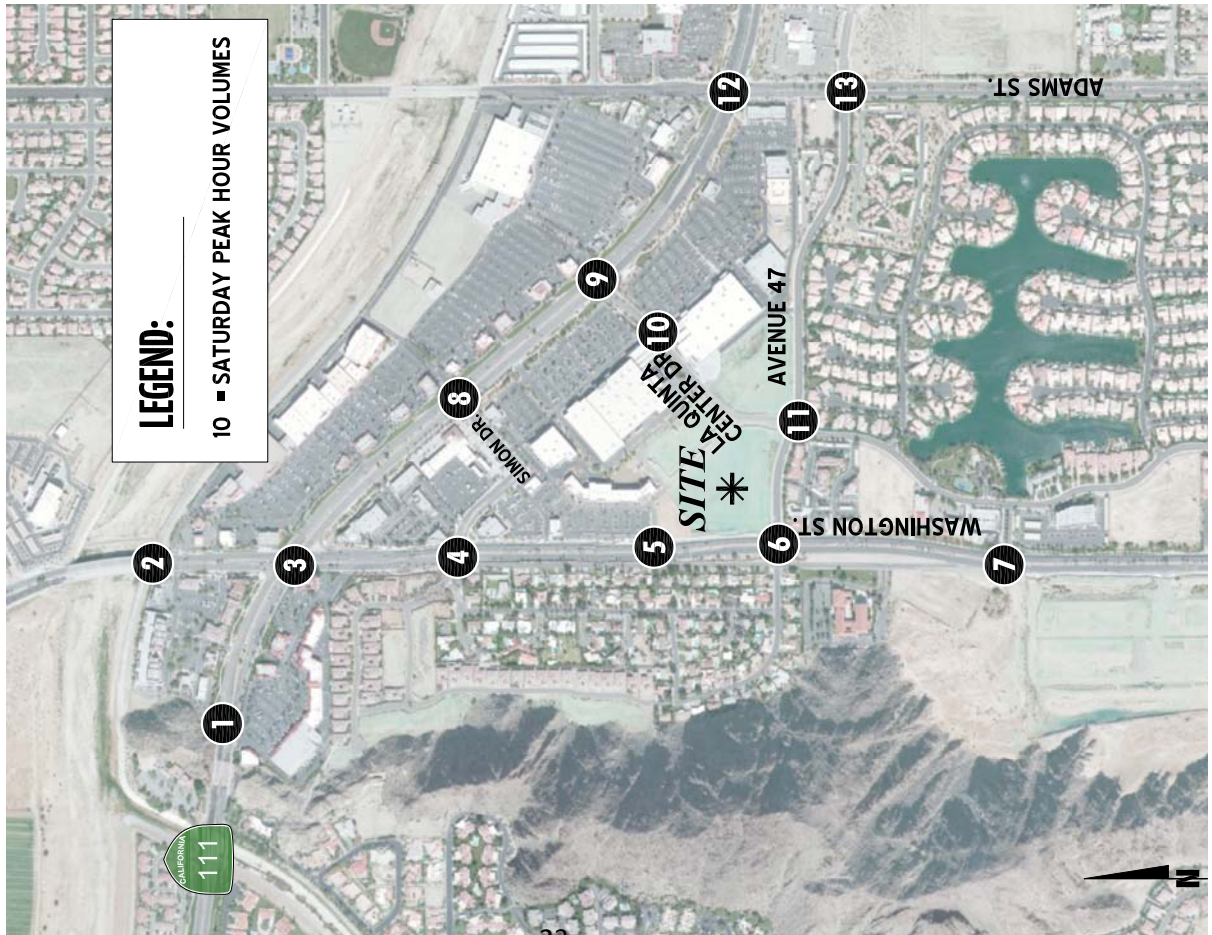 LEGEND:
10 = SATURDAY PEAK HOUR VOLUMES
2
12
13
ADAMS ST.
3
9
8
SIMON DR.
10
LA QUINTA
CENTER DR
AVENUE 47
4
5
SITE
11
6
WASHINGTON ST.
7
1
CALIFORNIA
111
N